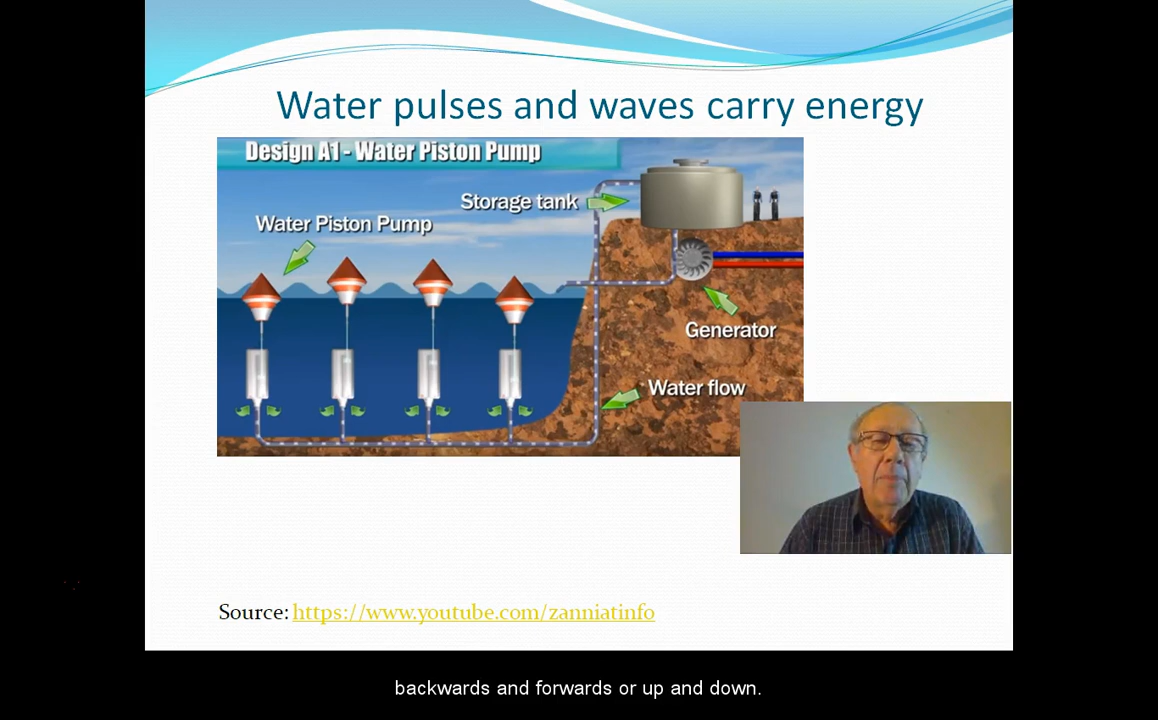 Water pulses and waves carry energy
Design A1 - Water Piston Pump
Storage tank
Water Piston Pump
Generator
Water flow
Source: https://www.youtube.com/zanniatinfo
backwards and forwards or up and down.